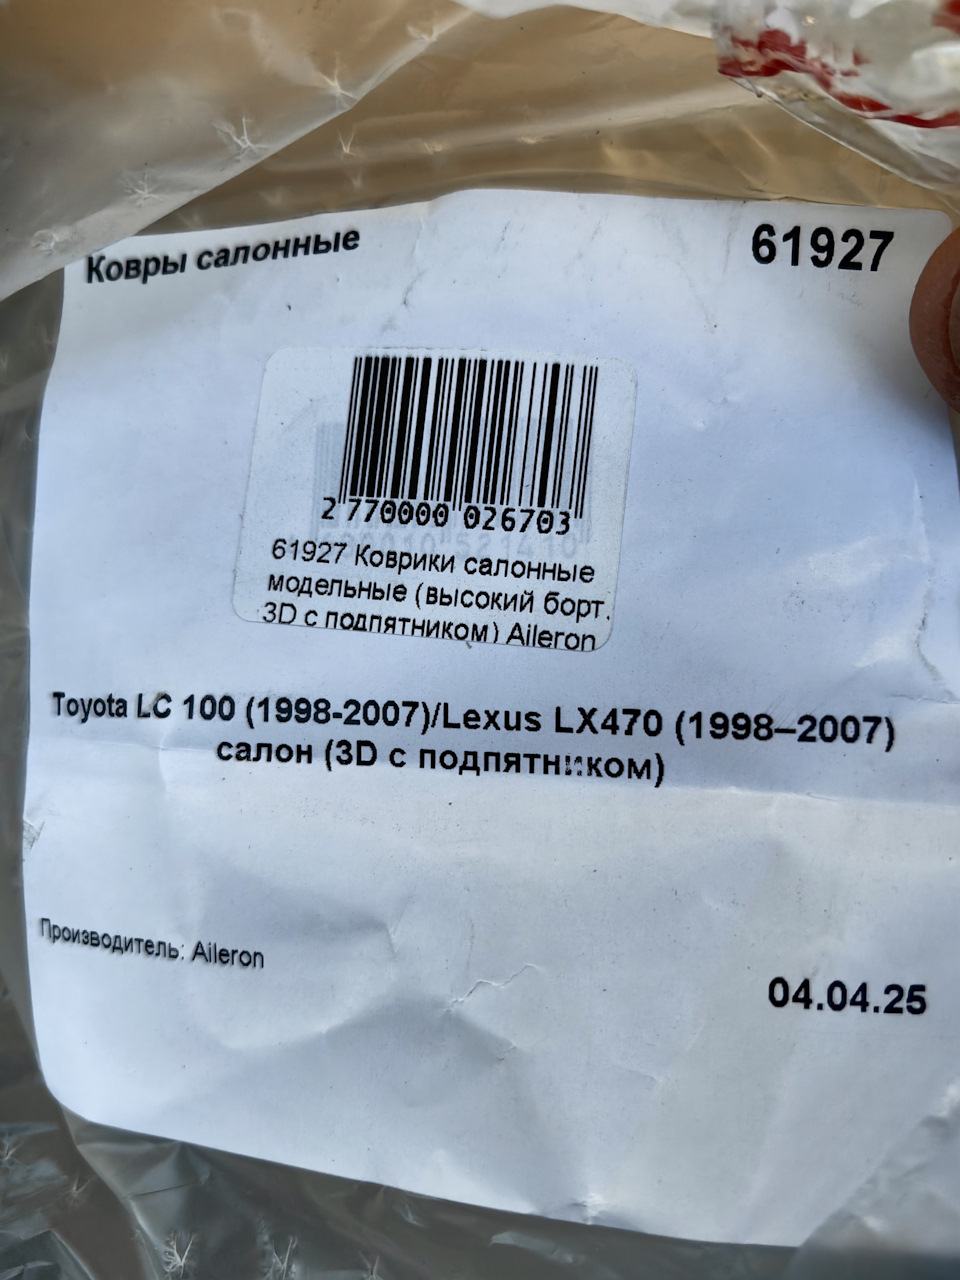 Ковры салонные
61927
2 770000 026703
61927 Коврики салонные
модельные (высокий борт.
3D с подпятником) Aileron
Toyota LC 100 (1998-2007)/Lexus LX470 (1998–2007)
салон (3D с подпятником)
Производитель: Aileron
04.04.25